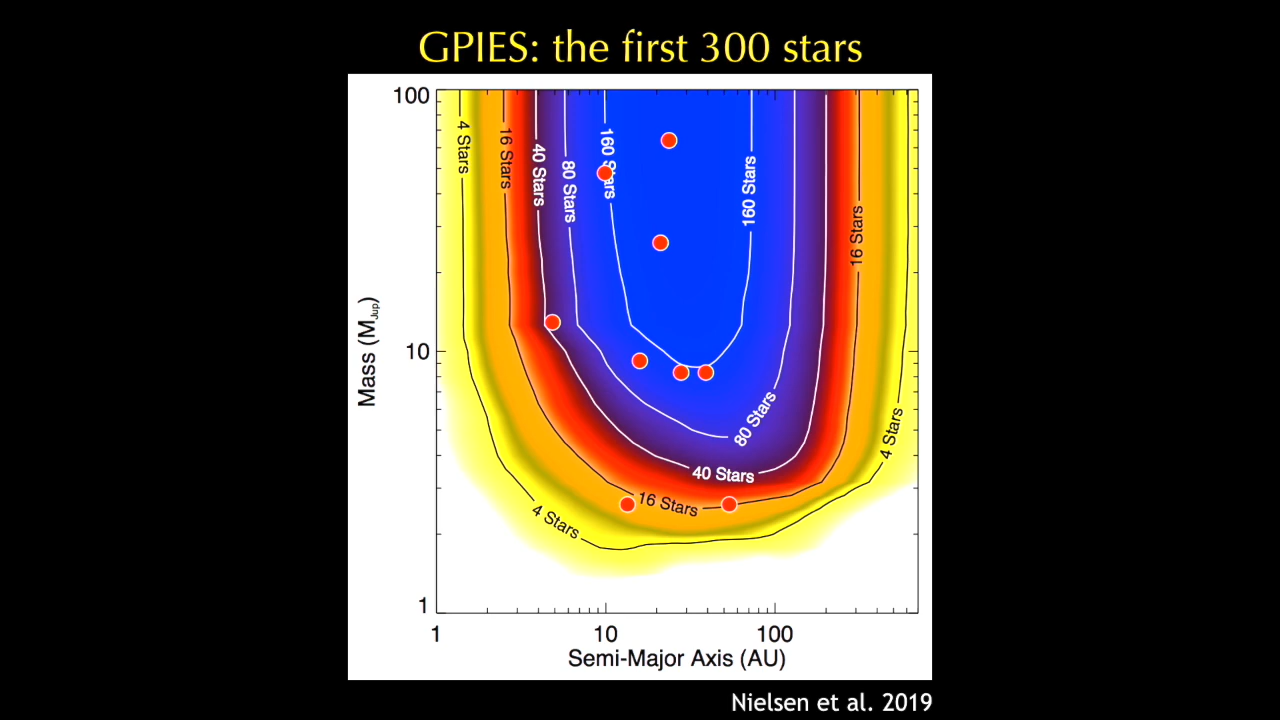 GPIES: the first 300 stars
100
10
1
Mass (MJup)
4 Stars
16 Stars
40 Stars
80 Stars
160 Stars
160 Stars
16 Stars
80 Stars
4 Stars
40 Stars
16 Stars
4 Stars
1
10
100
Semi-Major Axis (AU)
Nielsen et al. 2019